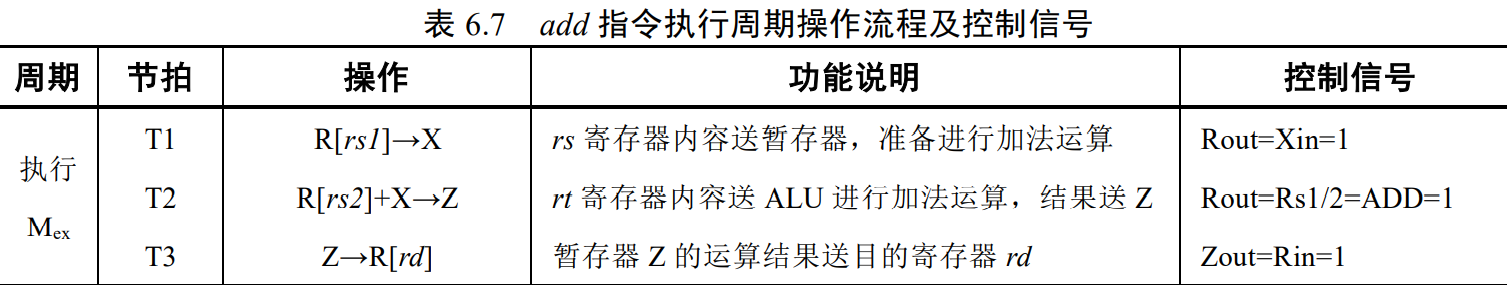 表 6.7 add 指令执行周期操作流程及控制信号
周期 节拍 操作 功能说明 控制信号
执行 Mex
T1 R[rs1]→X rs 寄存器内容送暂存器，准备进行加法运算 Rout=Xin=1
T2 R[rs2]+X→Z rt 寄存器内容送 ALU 进行加法运算，结果送 Z Rout=Rs1/2=ADD=1
T3 Z→R[rd] 暂存器 Z 的运算结果送目的寄存器 rd Zout=Rin=1